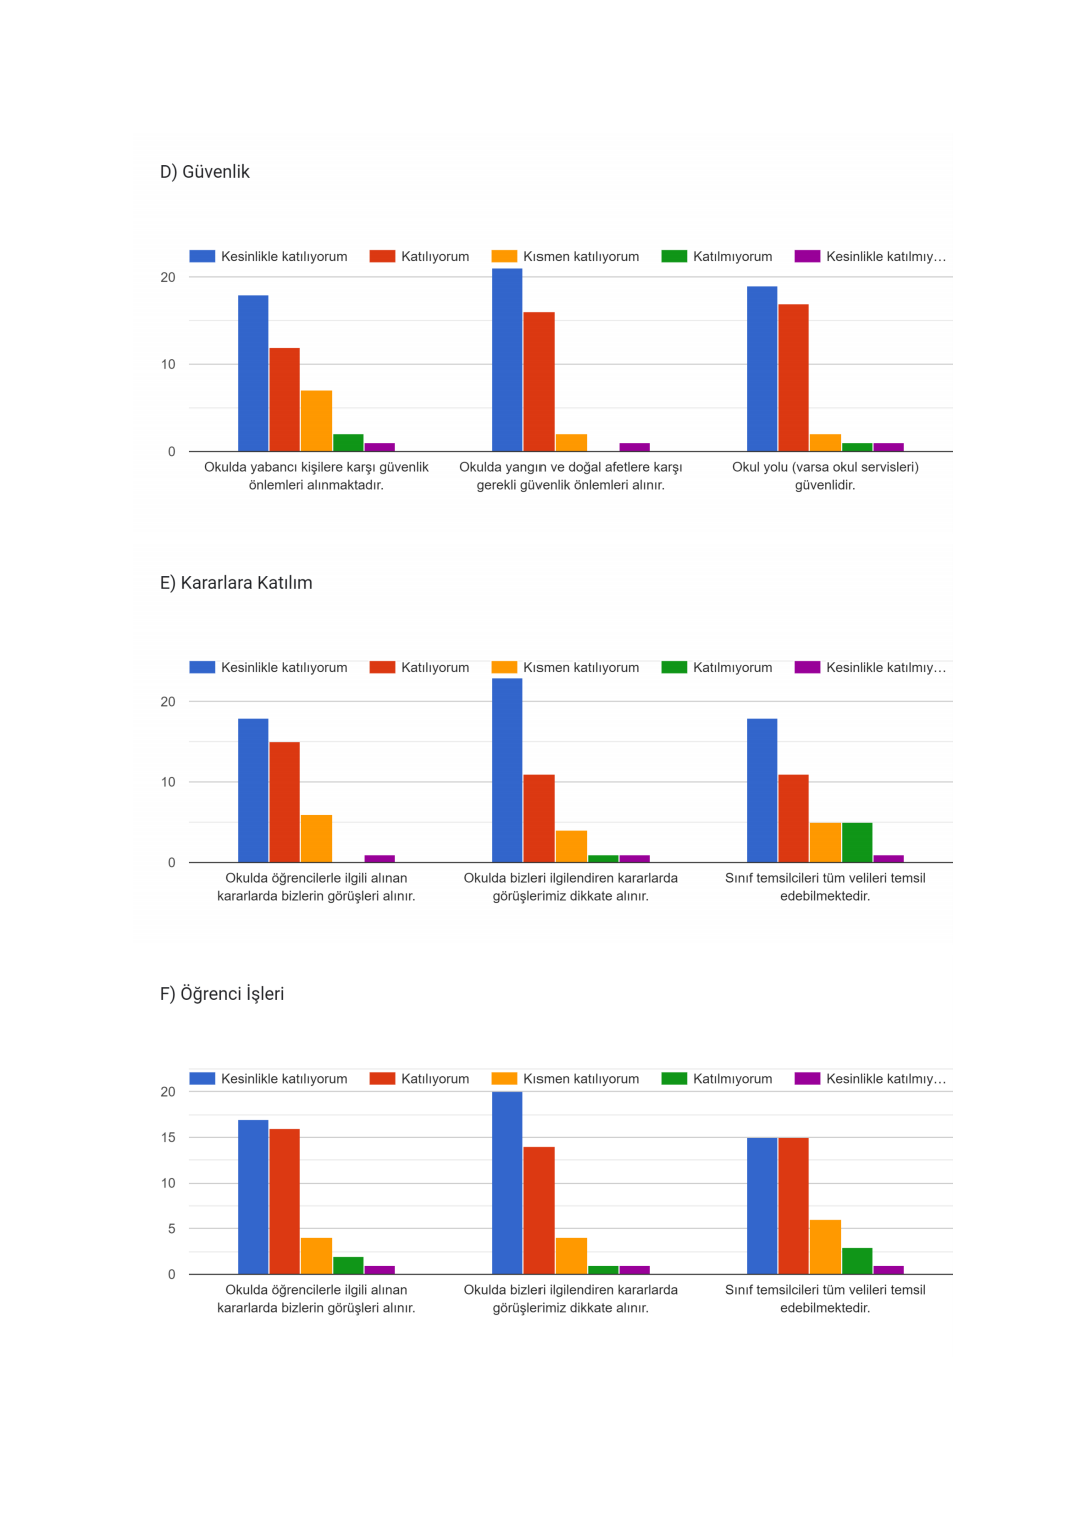 D) Güvenlik
Kesinlikle katılıyorum Katılıyorum Kısmen katılıyorum Katılmıyorum Kesinlikle katılmıy…
20
10
0
Okulda yabancı kişilere karşı güvenlik önlemleri alınmaktadır.
Okulda yangın ve doğal afetlere karşı gerekli güvenlik önlemleri alınır.
Okul yolu (varsa okul servisleri) güvenlidir.
E) Kararlara Katılım
Kesinlikle katılıyorum Katılıyorum Kısmen katılıyorum Katılmıyorum Kesinlikle katılmıy…
20
10
0
Okulda öğrencilerle ilgili alınan kararlarda bizlerin görüşleri alınır.
Okulda bizleri ilgilendiren kararlarda görüşlerimiz dikkate alınır.
Sınıf temsilcileri tüm velileri temsil edebilmektedir.
F) Öğrenci İşleri
Kesinlikle katılıyorum Katılıyorum Kısmen katılıyorum Katılmıyorum Kesinlikle katılmıy…
20
15
10
5
0
Okulda öğrencilerle ilgili alınan kararlarda bizlerin görüşleri alınır.
Okulda bizleri ilgilendiren kararlarda görüşlerimiz dikkate alınır.
Sınıf temsilcileri tüm velileri temsil edebilmektedir.